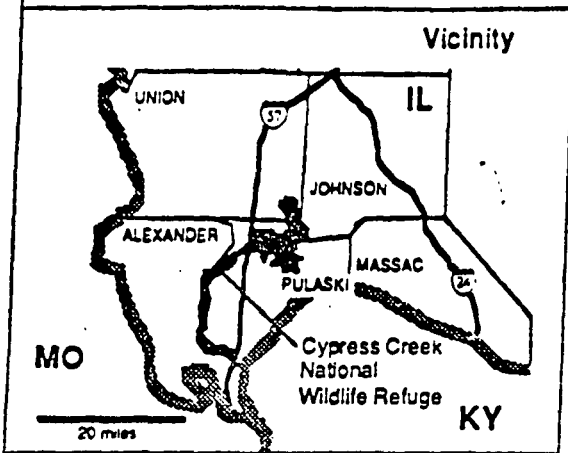 Vicinity
UNION
57
IL
JOHNSON
ALEXANDER
PULASKI
MASSAC
24
MO
Cypress Creek
National
Wildlife Refuge
KY
20 miles